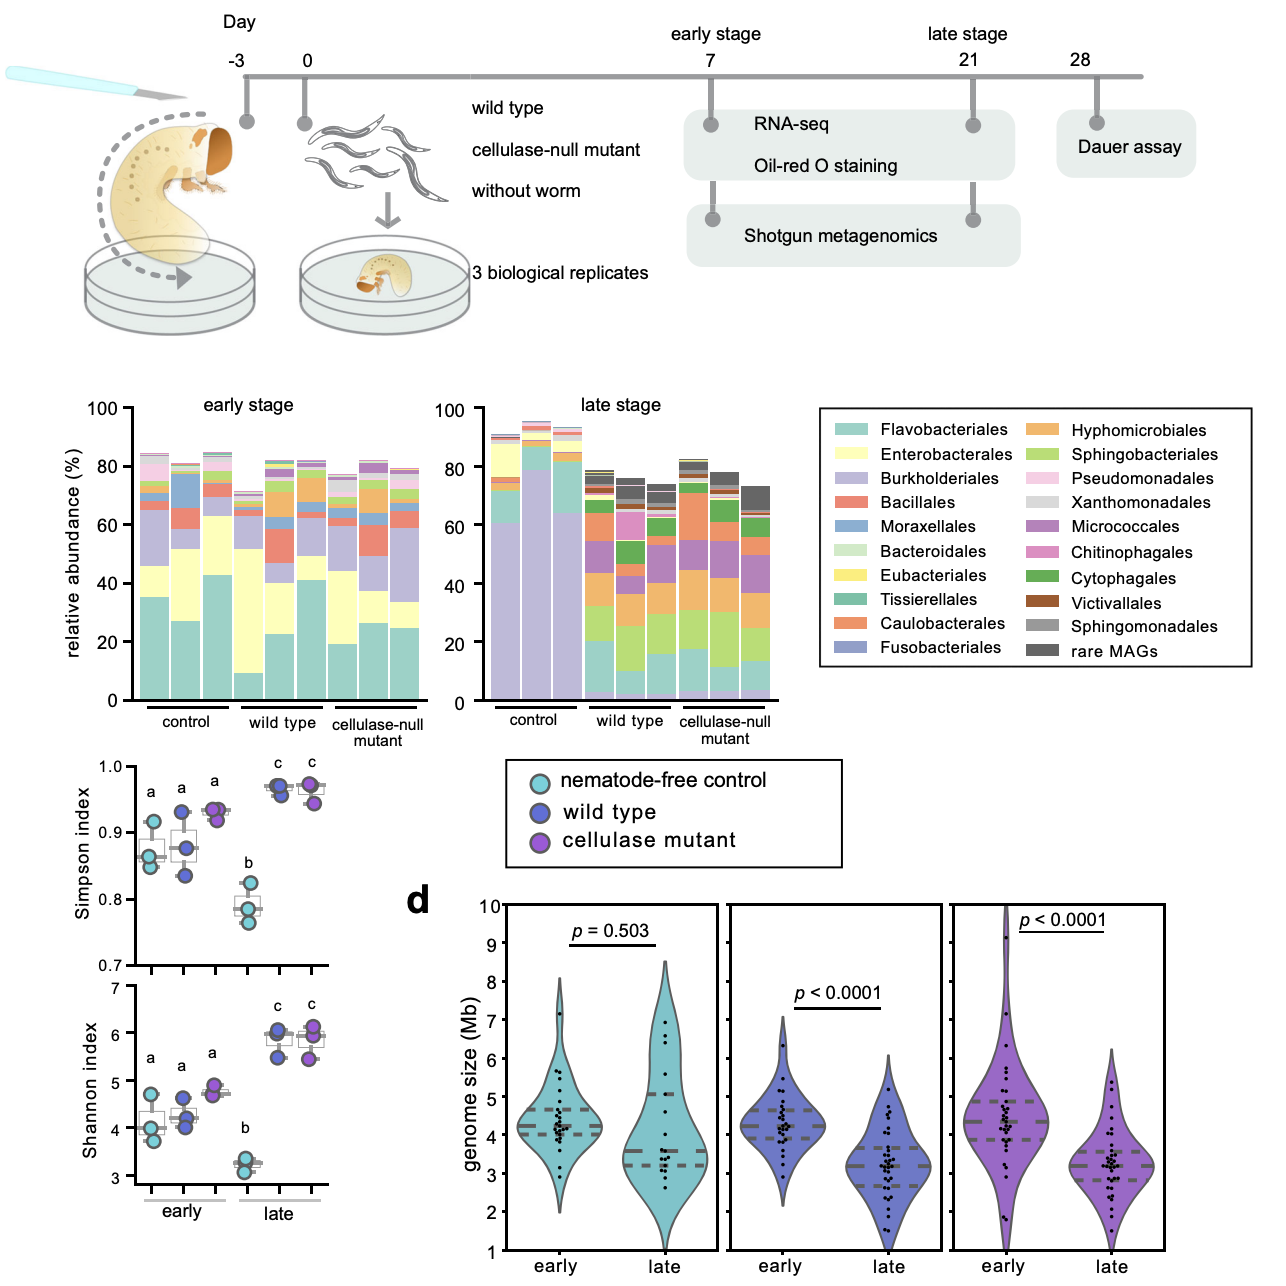 Day
early stage
late stage
-3
0
7
21
28
wild type
cellulase-null mutant
without worm
3 biological replicates
RNA-seq
Oil-red O staining
Shotgun metagenomics
Dauer assay
early stage
relative abundance (%)
100
80
60
40
20
0
control
wild type
cellulase-null
mutant
late stage
100
80
60
40
20
0
control
wild type
cellulase-null
mutant
Flavobacteriales
Enterobacterales
Burkholderiales
Bacillales
Moraxellales
Bacteroidales
Eubacteriales
Tissierellales
Caulobacterales
Fusobacteriales
Hyphomicrobiales
Sphingobacteriales
Pseudomonadales
Xanthomonadales
Micrococcales
Chitinophagales
Cytophagales
Victivallales
Sphingomonadales
rare MAGs
Simpson index
1.0
0.9
0.8
0.7
a
a
a
b
c
c
Shannon index
7
6
5
4
3
a
a
a
b
c
c
early
late
nematode-free control
wild type
cellulase mutant
d
genome size (Mb)
10
9
8
7
6
5
4
3
2
1
p = 0.503
p < 0.0001
p < 0.0001
early
late
early
late
early
late